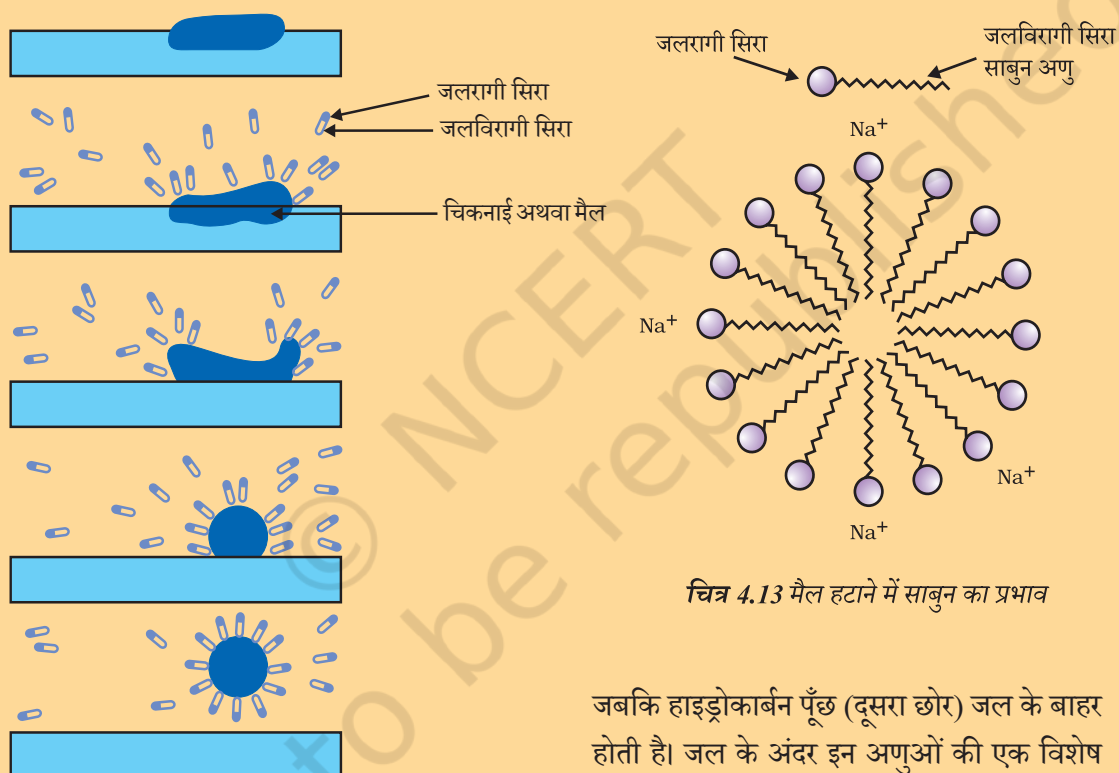 जलरागी सिरा
जलविरागी सिरा
चिकनाई अथवा मैल
जलरागी सिरा
जलविरागी सिरा
साबुन अणु
Na+
Na+
Na+
Na+
चित्र 4.13 मैल हटाने में साबुन का प्रभाव
जबकि हाइड्रोकार्बन पूँछ (दूसरा छोर) जल के बाहर
होती है। जल के अंदर इन अणुओं की एक विशेष
© NCERT
to be republished